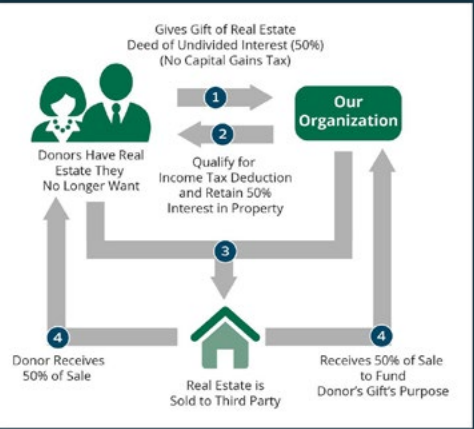 Gives Gift of Real Estate
Deed of Undivided Interest (50%)
(No Capital Gains Tax)
1
Our
Organization
2
Donors Have Real
Estate They
No Longer Want
Qualify for
Income Tax Deduction
and Retain 50%
Interest in Property
3
4
4
Donor Receives
50% of Sale
Real Estate is
Sold to Third Party
Receives 50% of Sale
to Fund
Donor's Gift's Purpose